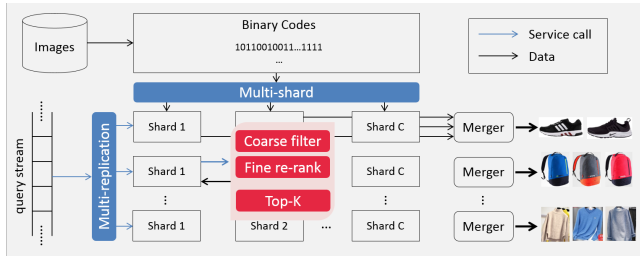 Images
Binary Codes
10110010011...1111
...
Service call
Data
Multi-shard
query stream
Multi-replication
Shard 1
Shard C
Merger
Coarse filter
Fine re-rank
Top-K
Shard 1
Shard C
Merger
Shard 1
Shard 2
...
Shard C
Merger